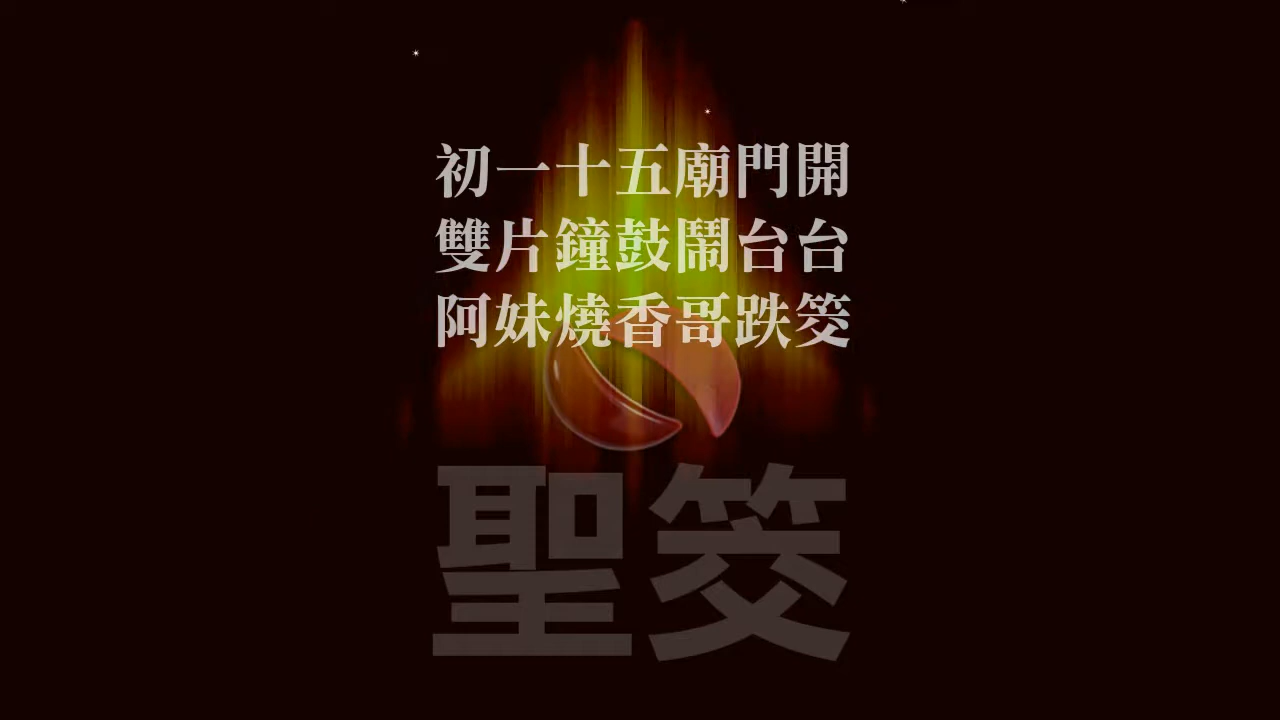 初一十五廟門開
雙片鐘鼓鬧台台
阿妹燒香哥跌筊
聖筊